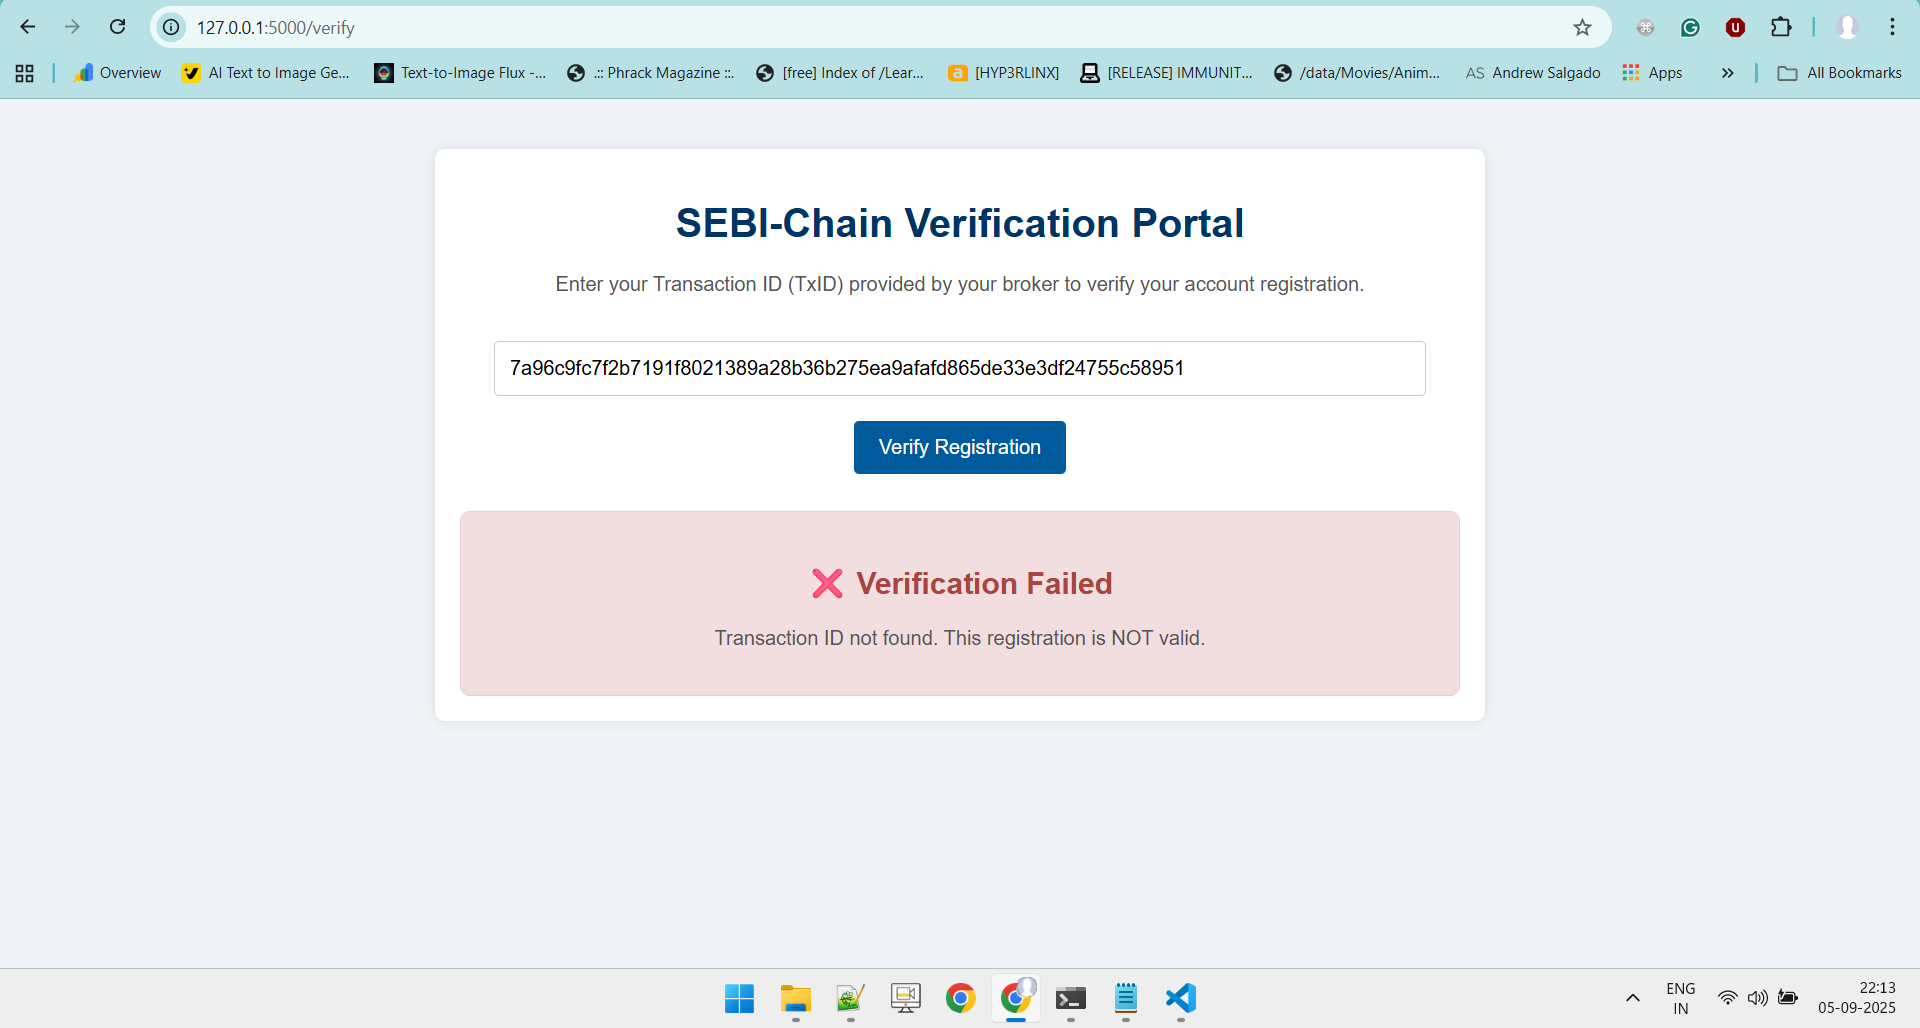 127.0.0.1:5000/verify
Overview
AI Text to Image Ge...
Text-to-Image Flux -...
.:: Phrack Magazine ::.
[free] Index of /Lear...
[HYP3RLINX]
[RELEASE] IMMUNIT...
/data/Movies/Anim...
AS Andrew Salgado
Apps
All Bookmarks
SEBI-Chain Verification Portal
Enter your Transaction ID (TxID) provided by your broker to verify your account registration.
7a96c9fc7f2b7191f8021389a28b36b275ea9afafd865de33e3df24755c58951
Verify Registration
❌ Verification Failed
Transaction ID not found. This registration is NOT valid.
ENG
IN
22:13
05-09-2025